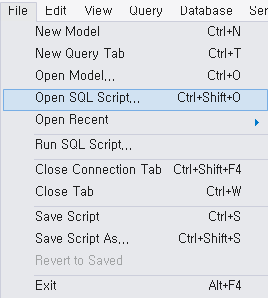 File Edit View Query Database Ser
New Model Ctrl+N
New Query Tab Ctrl+T
Open Model... Ctrl+O
Open SQL Script... Ctrl+Shift+O
Open Recent
Run SQL Script...
Close Connection Tab Ctrl+Shift+F4
Close Tab Ctrl+W
Save Script Ctrl+S
Save Script As... Ctrl+Shift+S
Revert to Saved
Exit Alt+F4